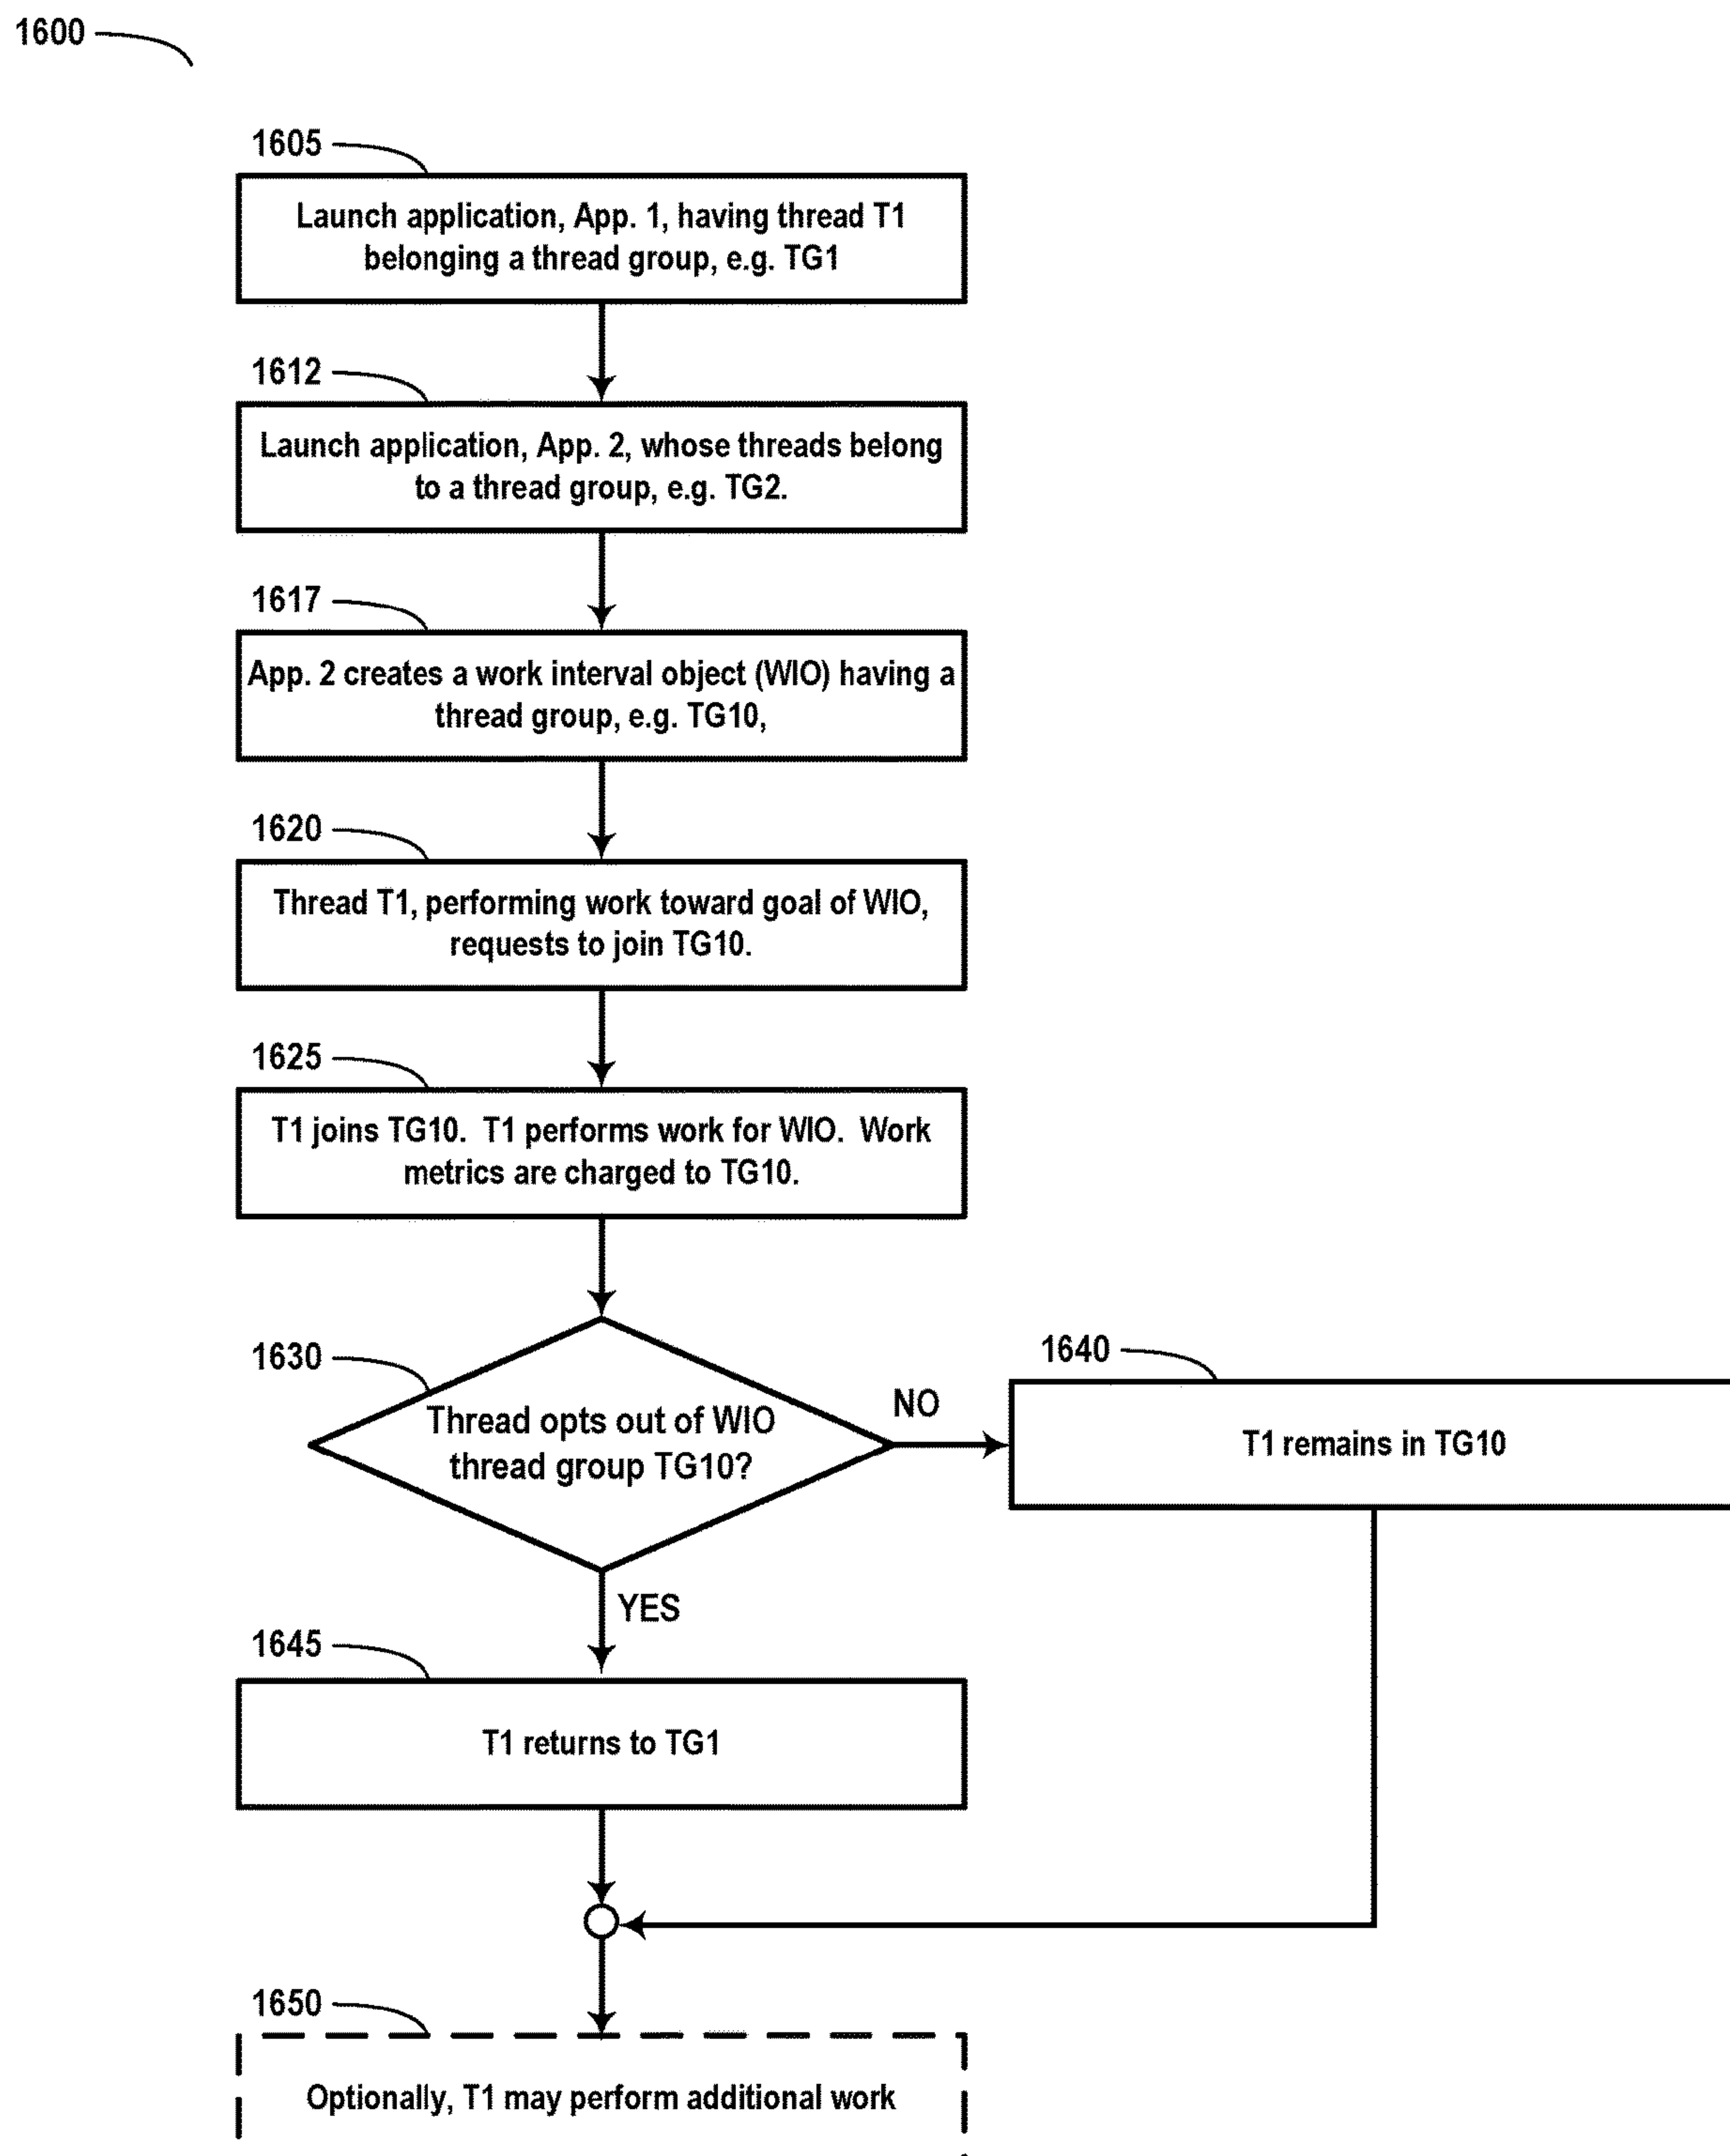 1600
1605
Launch application, App. 1, having thread T1
belonging a thread group, e.g. TG1
1612
Launch application, App. 2, whose threads belong
to a thread group, e.g. TG2.
1617
App. 2 creates a work interval object (WIO) having a
thread group, e.g. TG10,
1620
Thread T1, performing work toward goal of WIO,
requests to join TG10.
1625
T1 joins TG10. T1 performs work for WIO. Work
metrics are charged to TG10.
1630
Thread opts out of WIO
thread group TG10?
NO
1640
T1 remains in TG10
YES
1645
T1 returns to TG1
1650
Optionally, T1 may perform additional work